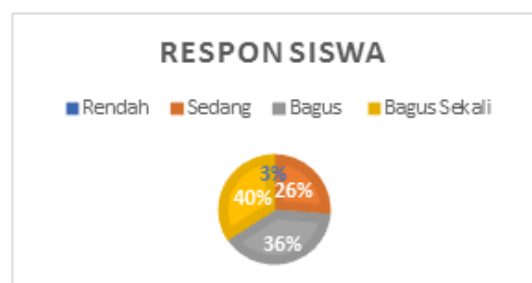 RESPON SISWA
Rendah Sedang Bagus Bagus Sekali
3%
26%
40%
36%